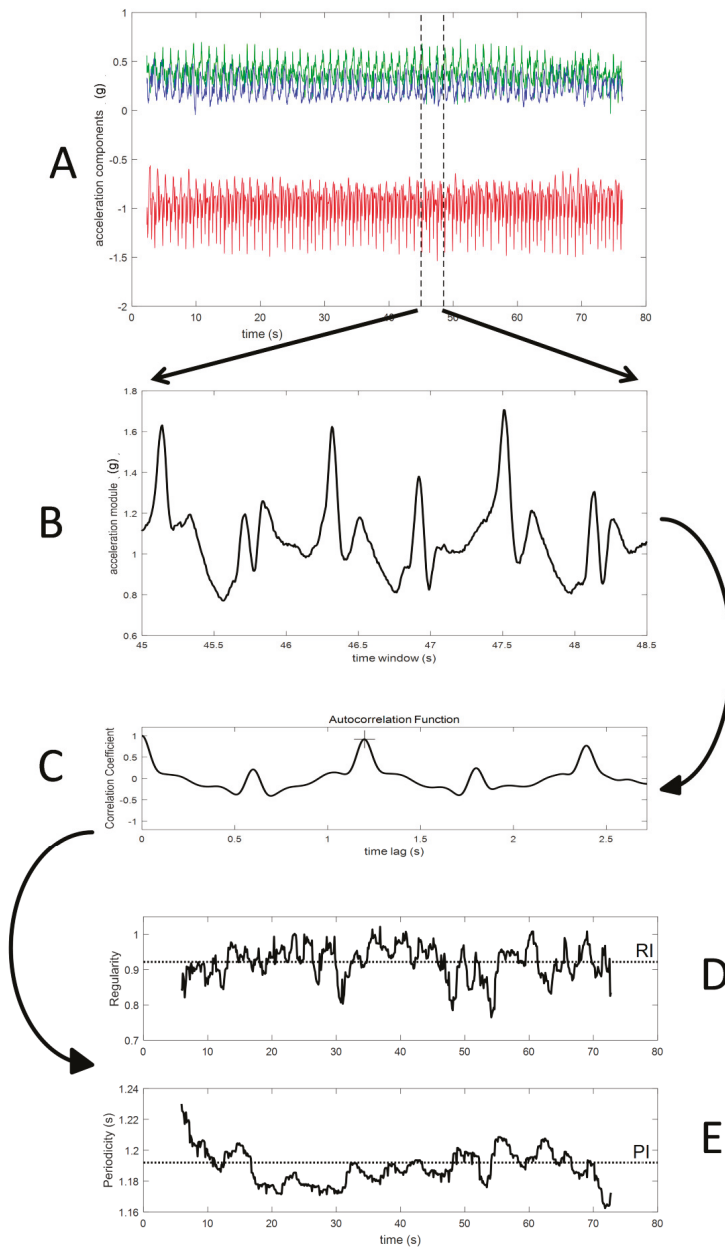 A
acceleration components (g)
1
0.5
0
-0.5
-1
-1.5
-2
0 10 20 30 40 50 60 70 80
time (s)
B
acceleration module (g)
1.8
1.6
1.4
1.2
1
0.8
0.6
45 45.5 46 46.5 47 47.5 48 48.5
time window (s)
C
Autocorrelation Function
Correlation Coefficient
1
0.5
0
-0.5
-1
0 0.5 1 1.5 2 2.5
time lag (s)
D
Regularity
1
0.9
0.8
0.7
RI
0 10 20 30 40 50 60 70 80
E
Periodicity (s)
1.24
1.22
1.2
1.18
1.16
PI
0 10 20 30 40 50 60 70 80
time (s)